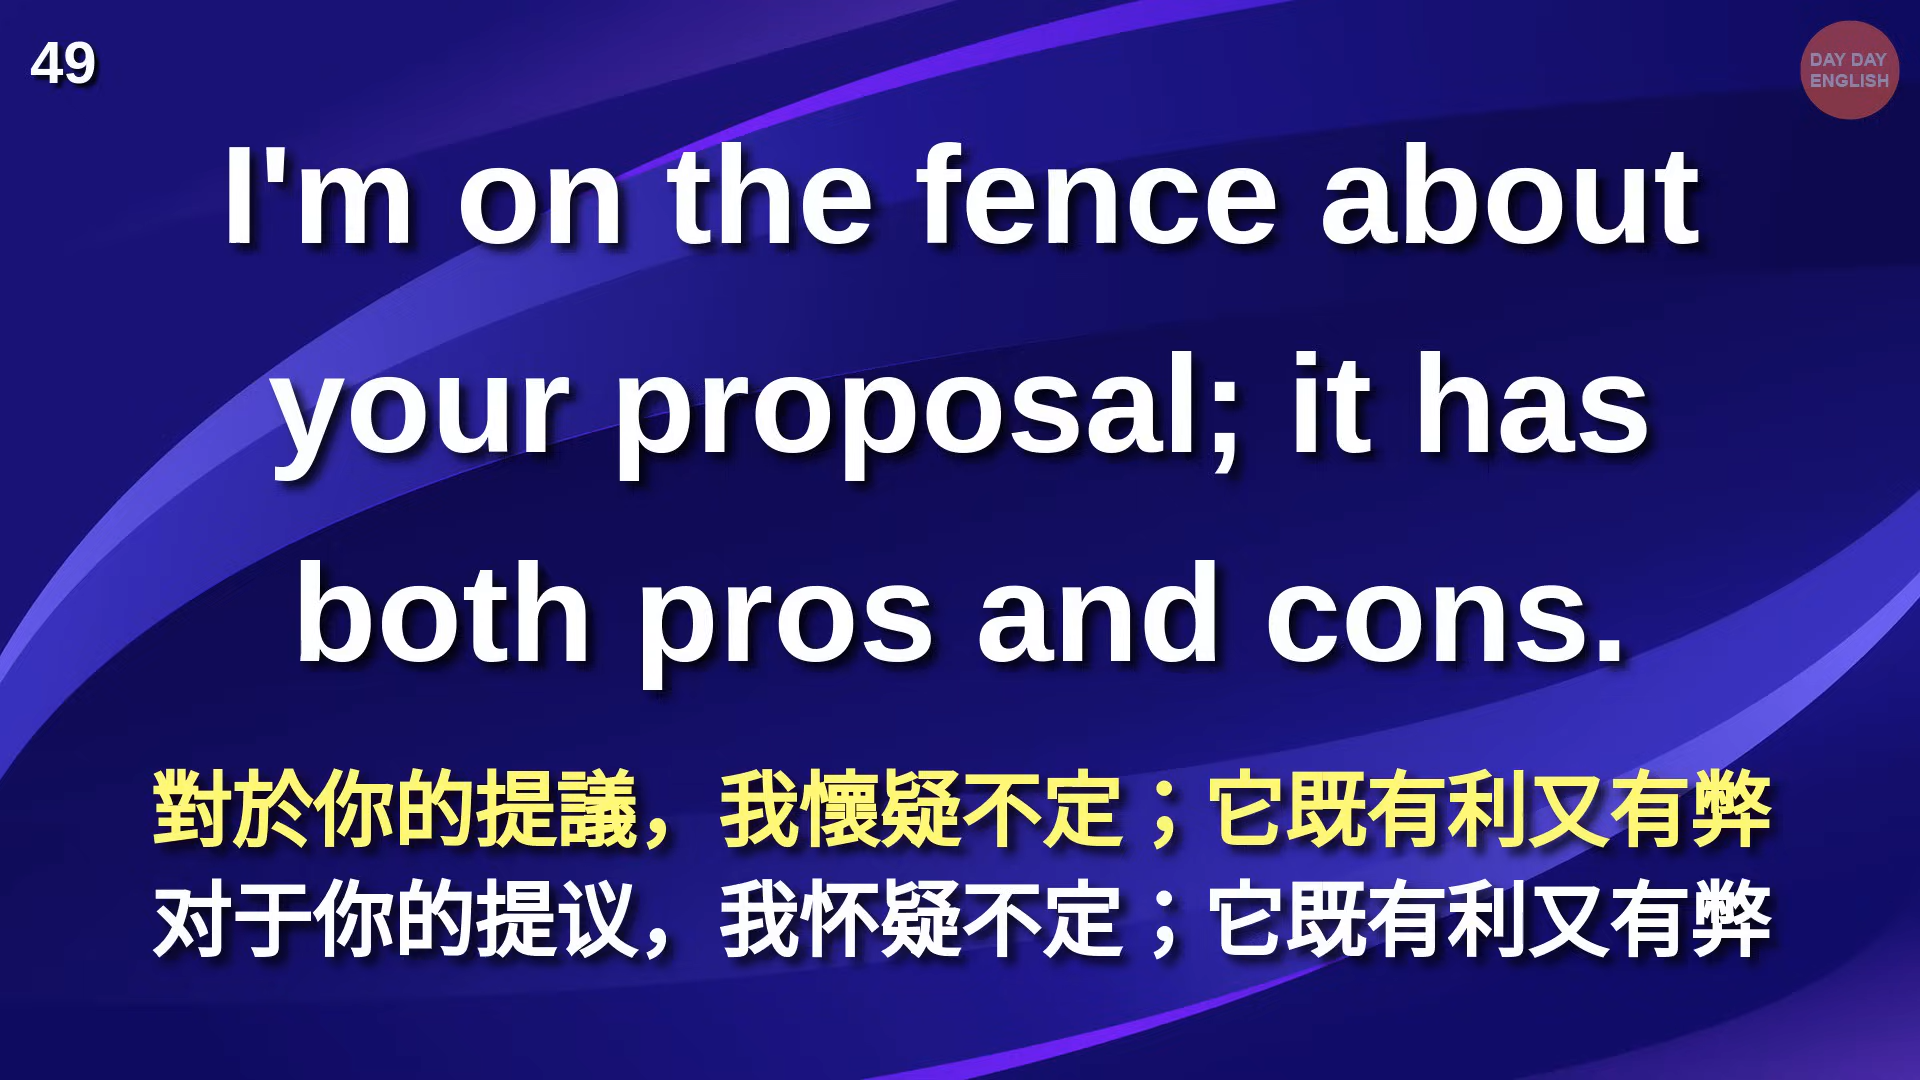 49
DAY DAY
ENGLISH
I'm on the fence about
your proposal; it has
both pros and cons.
對於你的提議，我懷疑不定；它既有利又有弊
对于你的提议，我怀疑不定；它既有利又有弊